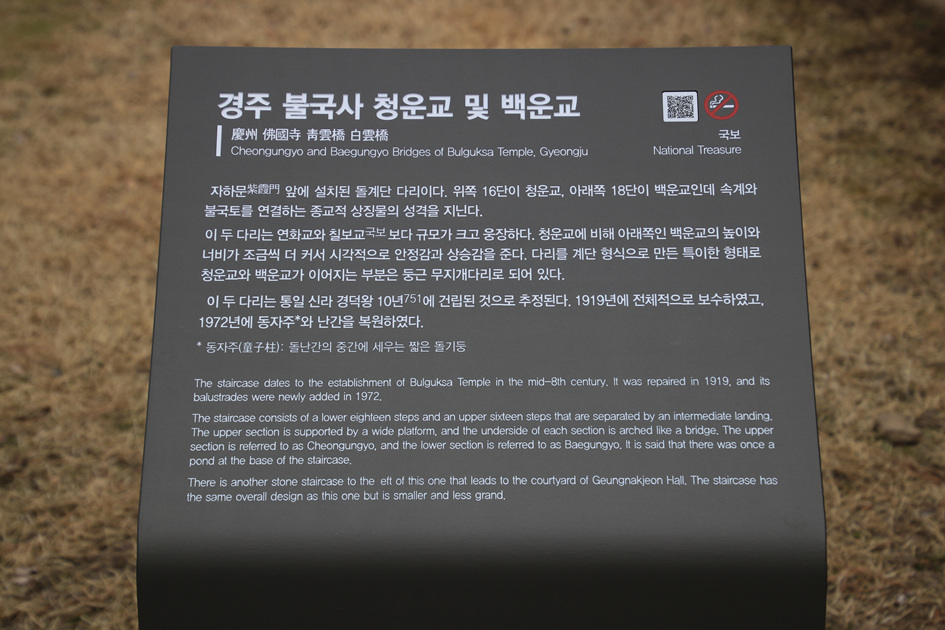 경주 불국사 청운교 및 백운교
慶州 佛國寺 靑雲橋 白雲橋
Cheongungyo and Baegungyo Bridges of Bulguksa Temple, Gyeongju
국보
National Treasure
자하문紫霞門 앞에 설치된 돌계단 다리이다. 위쪽 16단이 청운교, 아래쪽 18단이 백운교인데 속계와
불국토를 연결하는 종교적 상징물의 성격을 지닌다.
이 두 다리는 연화교와 칠보교국보 보다 규모가 크고 웅장하다. 청운교에 비해 아래쪽인 백운교의 높이와
너비가 조금씩 더 커서 시각적으로 안정감과 상승감을 준다. 다리를 계단 형식으로 만든 특이한 형태로
청운교와 백운교가 이어지는 부분은 둥근 무지개다리로 되어 있다.
이 두 다리는 통일 신라 경덕왕 10년751에 건립된 것으로 추정된다. 1919년에 전체적으로 보수하였고,
1972년에 동자주*와 난간을 복원하였다.
* 동자주(童子柱): 돌난간의 중간에 세우는 짧은 돌기둥
The staircase dates to the establishment of Bulguksa Temple in the mid-8th century. It was repaired in 1919, and its
balustrades were newly added in 1972.
The staircase consists of a lower eighteen steps and an upper sixteen steps that are separated by an intermediate landing.
The upper section is supported by a wide platform, and the underside of each section is arched like a bridge. The upper
section is referred to as Cheongungyo, and the lower section is referred to as Baegungyo. It is said that there was once a
pond at the base of the staircase.
There is another stone staircase to the eft of this one that leads to the courtyard of Geungnakjeon Hall. The staircase has
the same overall design as this one but is smaller and less grand.